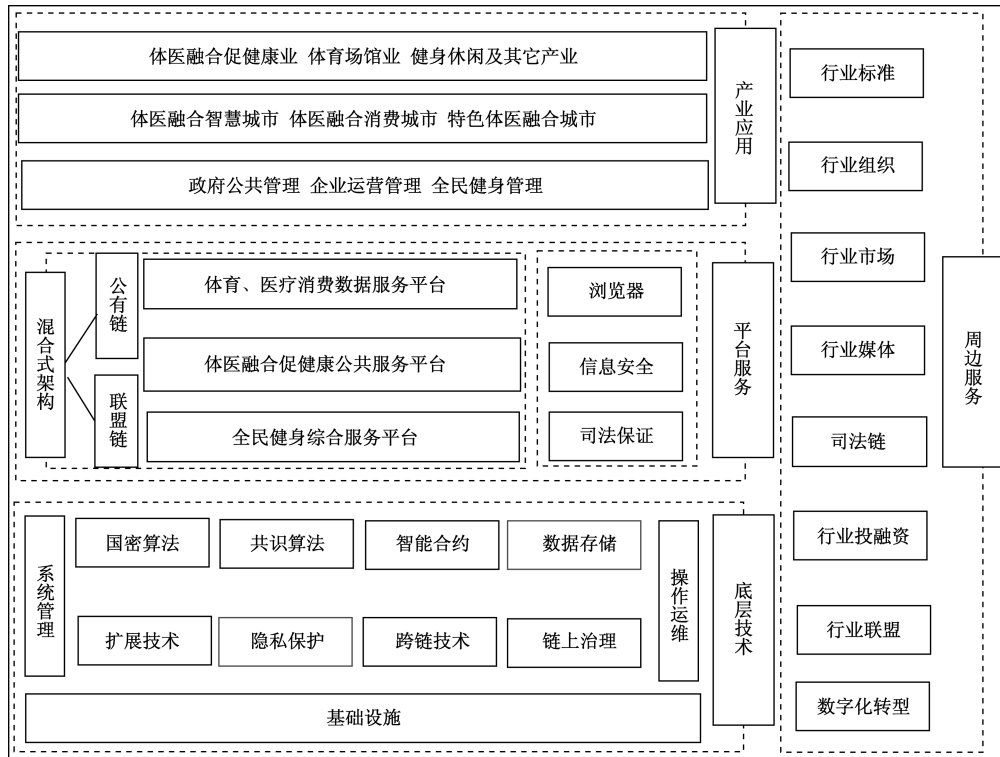 体医融合促健康业 体育场馆业 健身休闲及其它产业
体医融合智慧城市 体医融合消费城市 特色体医融合城市
政府公共管理 企业运营管理 全民健身管理
产业应用
混合式架构
公有链
联盟链
体育、医疗消费数据服务平台
体医融合促健康公共服务平台
全民健身综合服务平台
浏览器
信息安全
司法保证
平台服务
系统管理
国密算法
共识算法
智能合约
数据存储
扩展技术
隐私保护
跨链技术
链上治理
操作运维
基础设施
底层技术
行业标准
行业组织
行业市场
行业媒体
司法链
行业投融资
行业联盟
数字化转型
周边服务